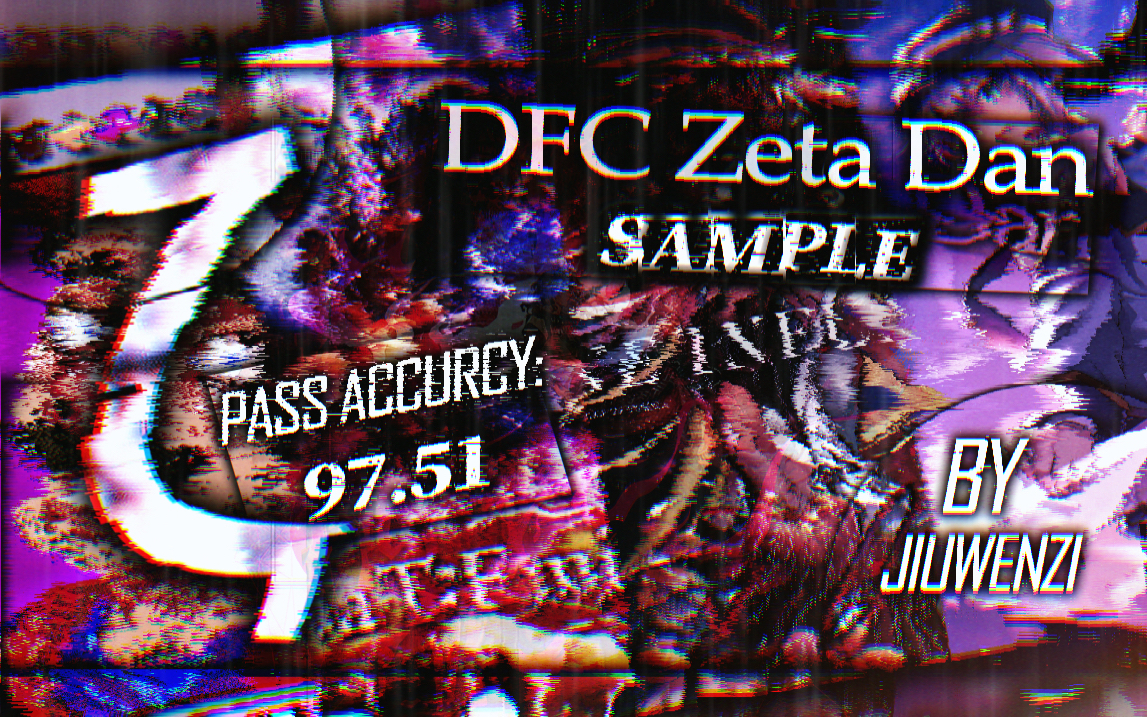 ζ
DFC Zeta Dan
SAMPLE
PASS ACCURCY:
97.51
BY
JIUWENZI